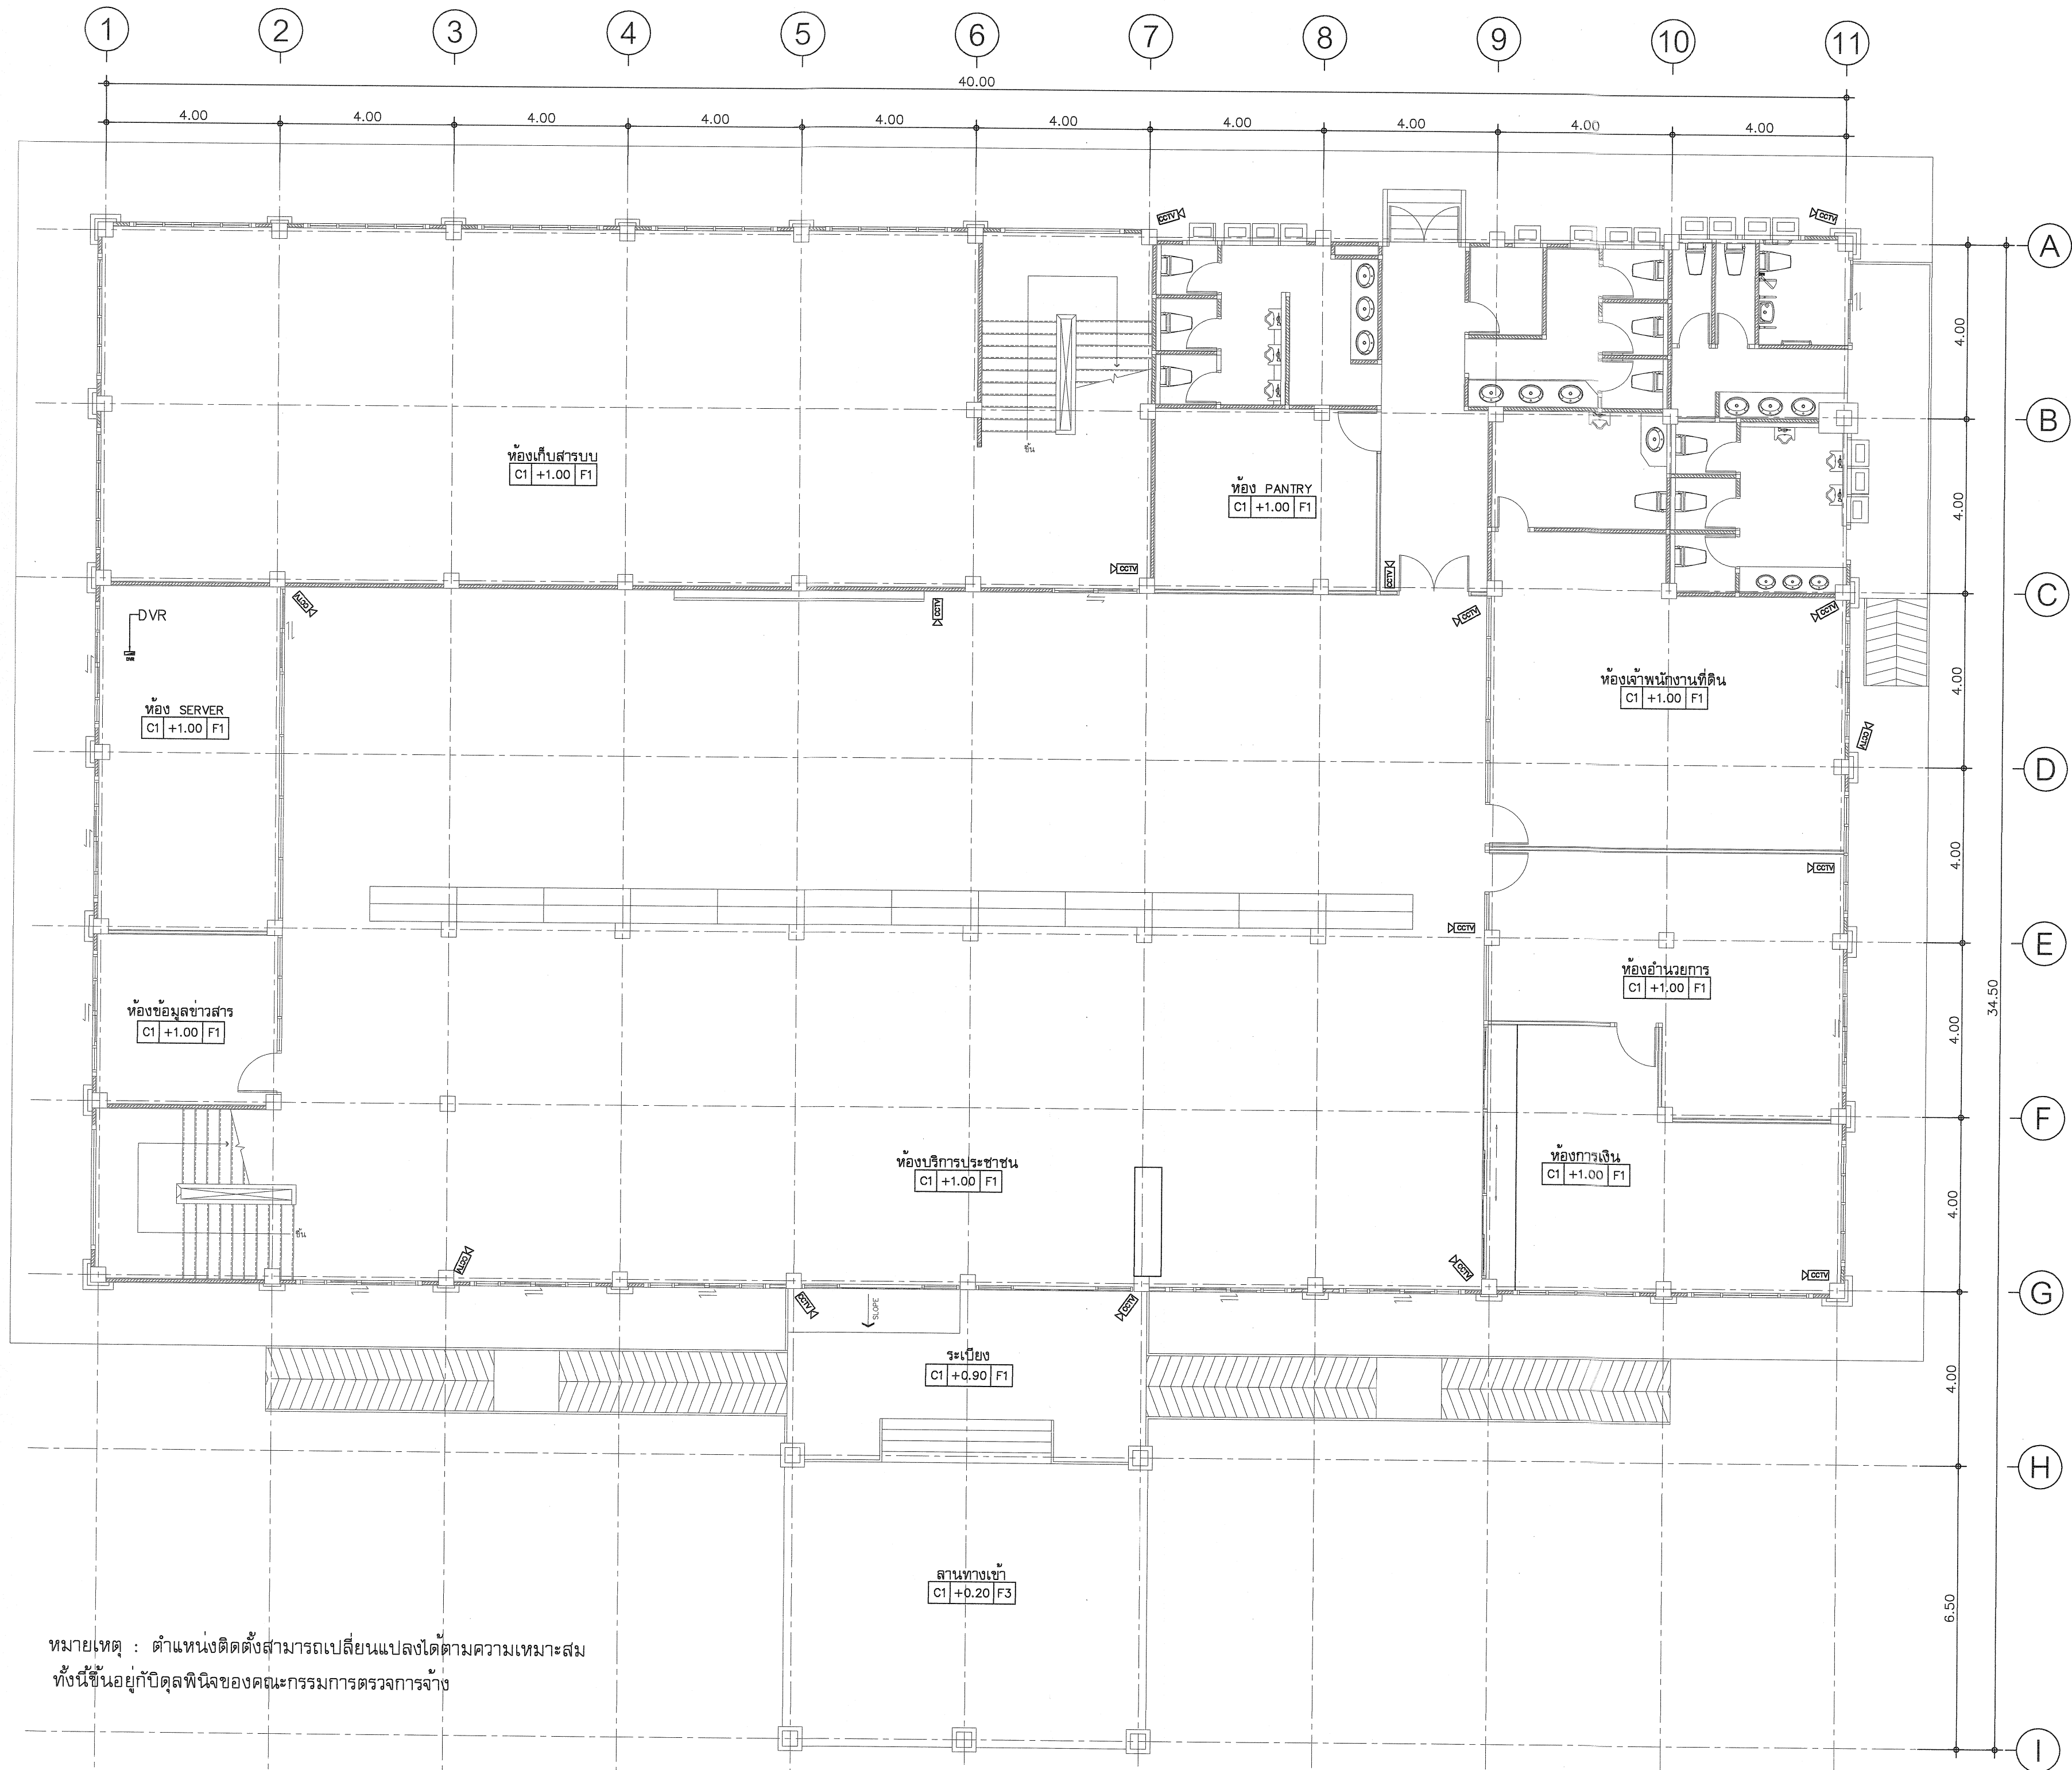 1 2 3 4 5 6 7 8 9 10 11
40.00
4.00 4.00 4.00 4.00 4.00 4.00 4.00 4.00 4.00 4.00
CCTV
CCTV
A
4.00
B
ขึ้น
ห้องเก็บสารบบ
C1 +1.00 F1
ห้อง PANTRY
C1 +1.00 F1
4.00
CCTV
CCTV
C
CCTV
CCTV
CCTV
CCTV
DVR
DVR
ห้อง SERVER
C1 +1.00 F1
ห้องเจ้าพนักงานที่ดิน
C1 +1.00 F1
4.00
CCTV
D
4.00
CCTV
CCTV
E
ห้องอำนวยการ
C1 +1.00 F1
34.50
ห้องข้อมูลข่าวสาร
C1 +1.00 F1
4.00
F
ห้องบริการประชาชน
C1 +1.00 F1
ห้องการเงิน
C1 +1.00 F1
4.00
ขึ้น
CCTV
CCTV
CCTV
G
CCTV
SLOPE
CCTV
ระเบียง
C1 +0.90 F1
4.00
H
ลานทางเข้า
C1 +0.20 F3
6.50
หมายเหตุ : ตำแหน่งติดตั้งสามารถเปลี่ยนแปลงได้ตามความเหมาะสม
ทั้งนี้ขึ้นอยู่กับดุลพินิจของคณะกรรมการตรวจการจ้าง
I